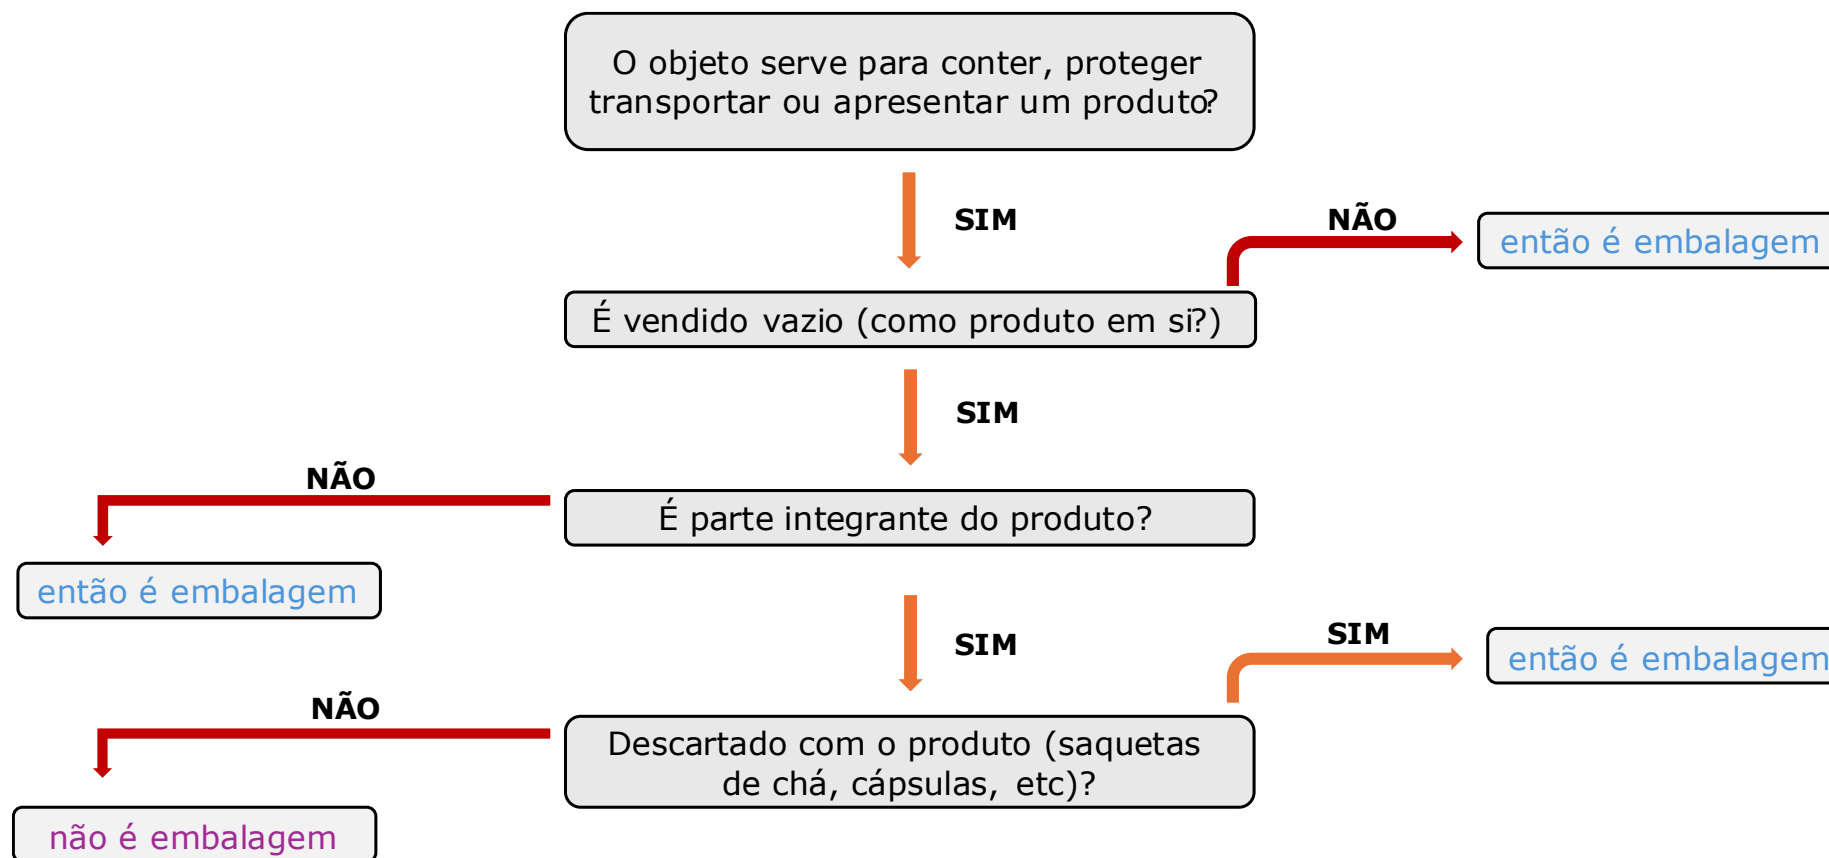 O objeto serve para conter, proteger
transportar ou apresentar um produto?
SIM
NÃO
então é embalagem
É vendido vazio (como produto em si?)
SIM
NÃO
É parte integrante do produto?
então é embalagem
SIM
SIM
então é embalagem
NÃO
Descartado com o produto (saquetas
de chá, cápsulas, etc)?
não é embalagem